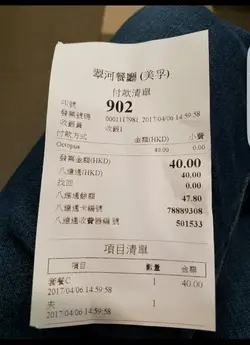 翠河餐廳 (美孚)
付款清單
叫號 902
發票號碼 0001117981 2017/04/06 14:59:58
收銀員 收銀1
付款方式 金額(HKD) 小費
Octopus 40.00 0.00
發票金額(HKD) 40.00
八達通(HKD) 40.00
找回 0.00
八達通餘額 47.80
八達通卡編號 78889308
八達通收費器編號 501533
項目清單
項目 數量 金額
套餐C 1 40.00
2017/04/06 14:59:58
夾 1
2017/04/06 14:59:58